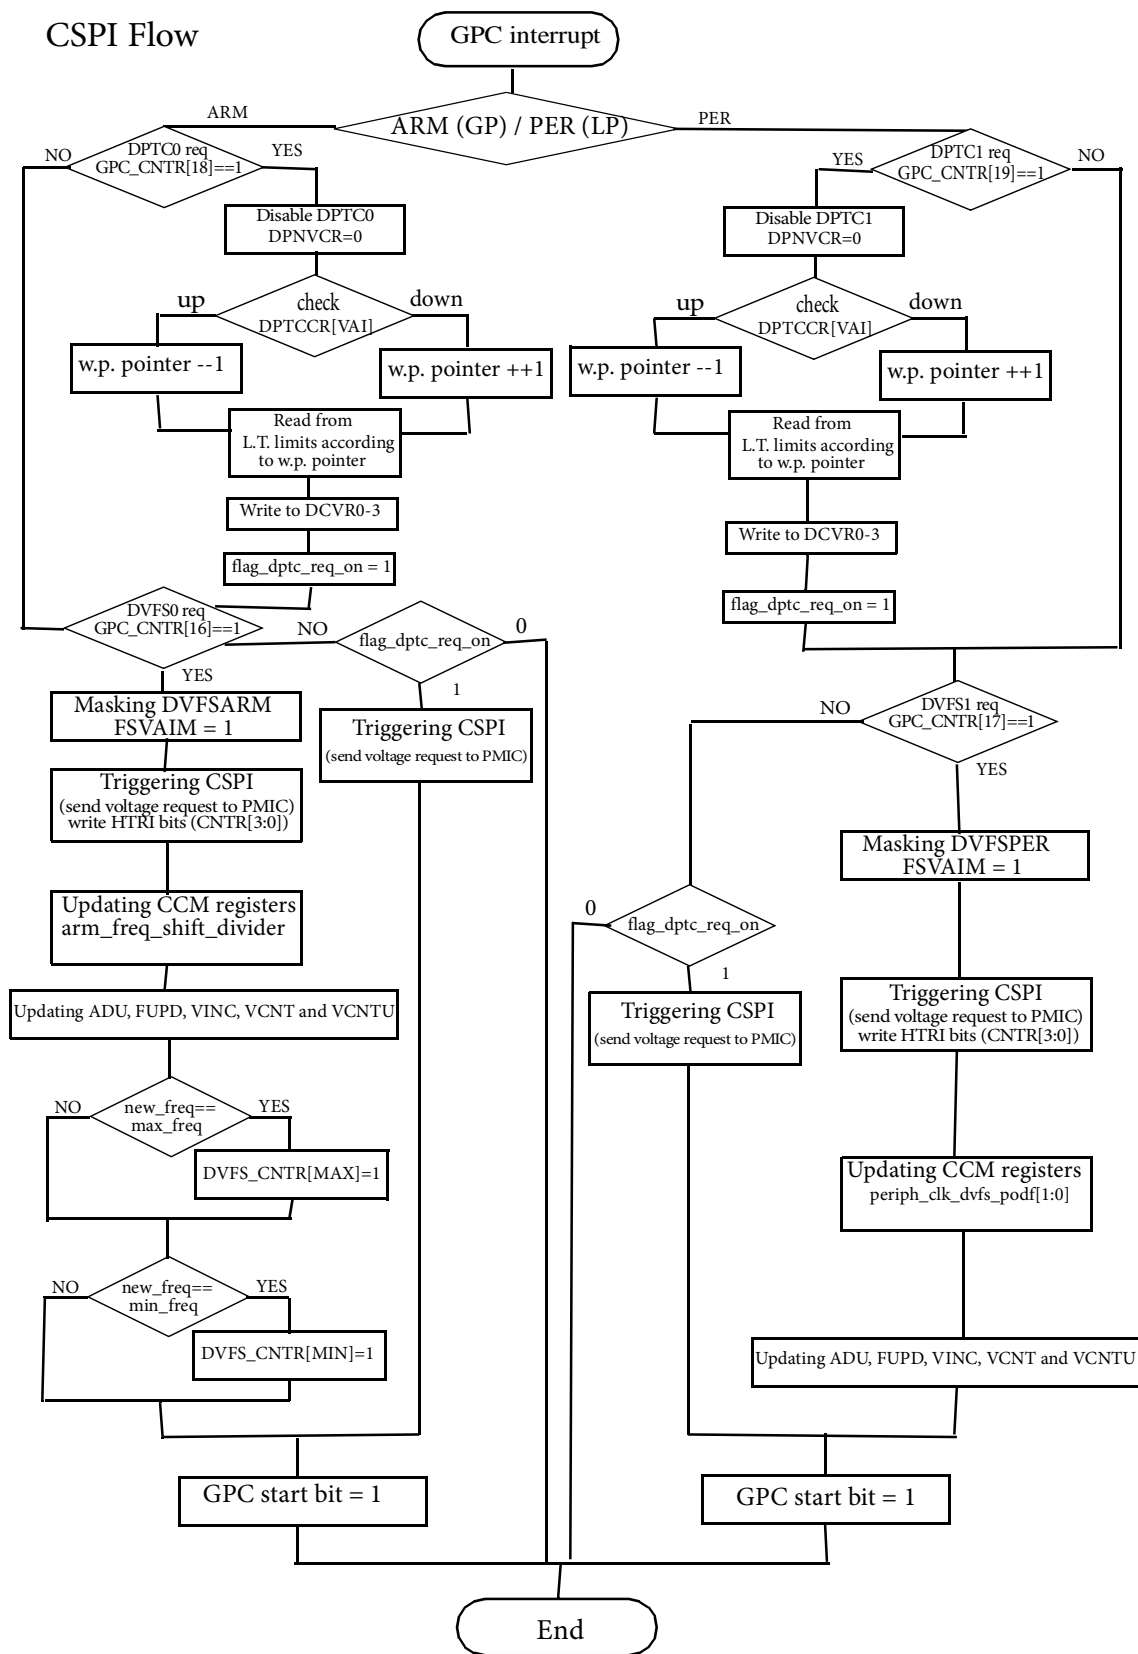 CSPI Flow
GPC interrupt
ARM (GP) / PER (LP)
ARM
PER
NO
DPTC0 req
GPC_CNTR[18]==1
YES
YES
DPTC1 req
GPC_CNTR[19]==1
NO
Disable DPTC0
DPNVCR=0
Disable DPTC1
DPNVCR=0
up
check
DPTCCR[VAI]
down
up
check
DPTCCR[VAI]
down
w.p. pointer --1
w.p. pointer ++1
w.p. pointer --1
w.p. pointer ++1
Read from
L.T. limits according
to w.p. pointer
Read from
L.T. limits according
to w.p. pointer
Write to DCVR0-3
Write to DCVR0-3
flag_dptc_req_on = 1
flag_dptc_req_on = 1
DVFS0 req
GPC_CNTR[16]==1
NO
YES
flag_dptc_req_on
0
1
Masking DVFSARM
FSVAIM = 1
Triggering CSPI
(send voltage request to PMIC)
NO
DVFS1 req
GPC_CNTR[17]==1
YES
Triggering CSPI
(send voltage request to PMIC)
write HTRI bits (CNTR[3:0])
Masking DVFSPER
FSVAIM = 1
Updating CCM registers
arm_freq_shift_divider
0
flag_dptc_req_on
1
Updating ADU, FUPD, VINC, VCNT and VCNTU
Triggering CSPI
(send voltage request to PMIC)
Triggering CSPI
(send voltage request to PMIC)
write HTRI bits (CNTR[3:0])
NO
new_freq==
max_freq
YES
DVFS_CNTR[MAX]=1
Updating CCM registers
periph_clk_dvfs_podf[1:0]
NO
new_freq==
min_freq
YES
DVFS_CNTR[MIN]=1
Updating ADU, FUPD, VINC, VCNT and VCNTU
GPC start bit = 1
GPC start bit = 1
End